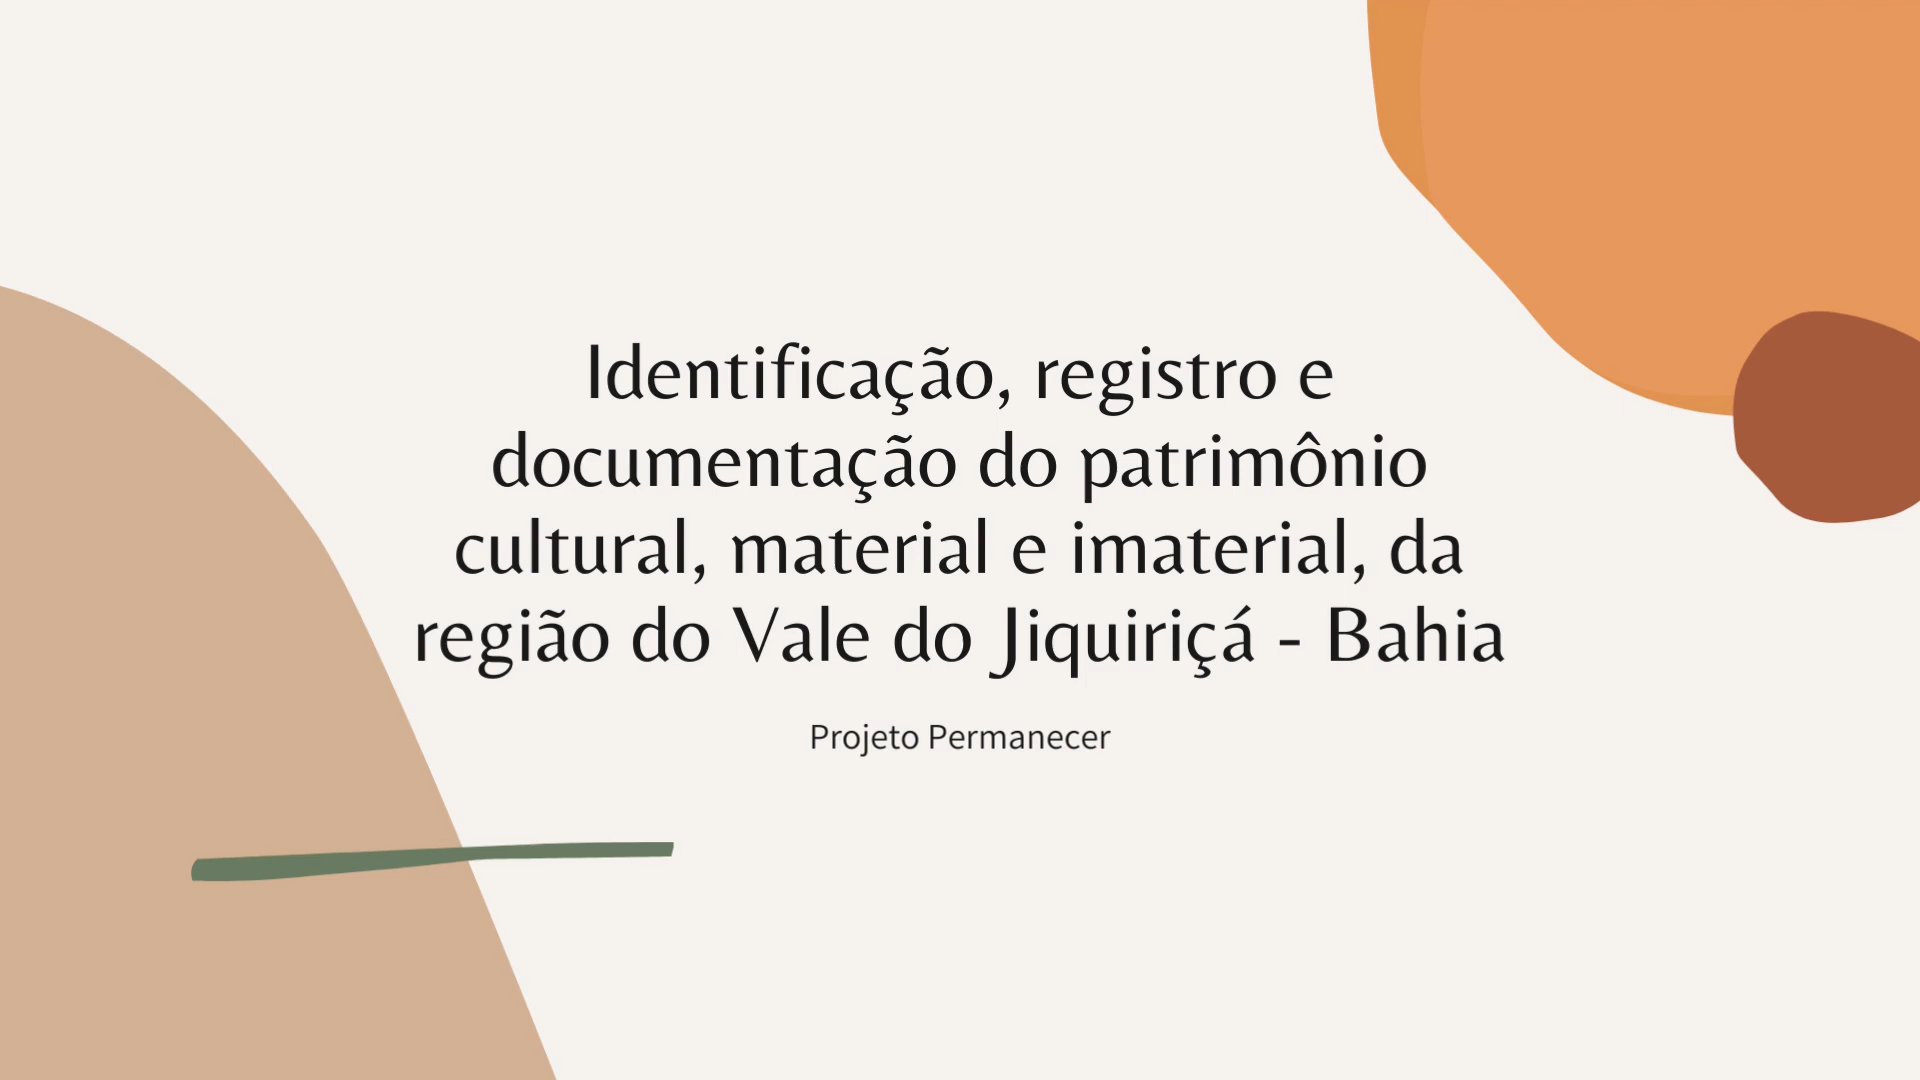 Identificação, registro e
documentação do patrimônio
cultural, material e imaterial, da
região do Vale do Jiquiriçá - Bahia
Projeto Permanecer